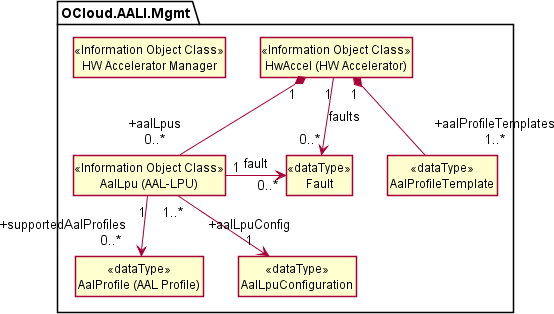 OCloud.AALI.Mgmt
«Information Object Class»
HW Accelerator Manager
«Information Object Class»
HwAccel (HW Accelerator)
1
1
1
+aalLpus
0..*
faults
0..*
+aalProfileTemplates
1..*
«Information Object Class»
AalLpu (AAL-LPU)
1
fault
0..*
«dataType»
Fault
«dataType»
AalProfileTemplate
1
1..*
+supportedAalProfiles
0..*
+aalLpuConfig
1
«dataType»
AalProfile (AAL Profile)
«dataType»
AalLpuConfiguration